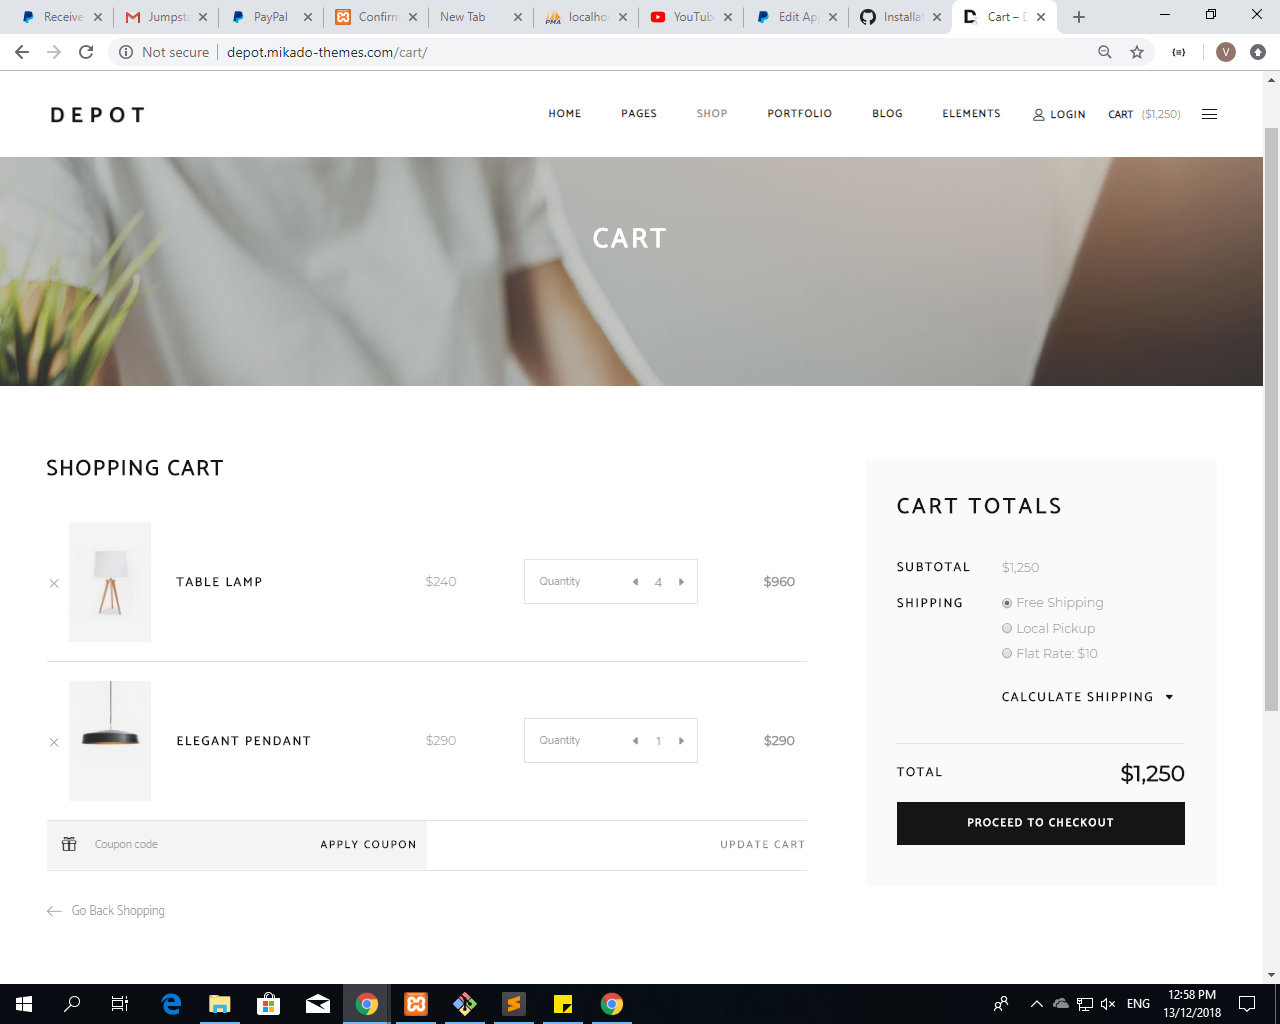 Receive
Jumpst
PayPal
Confirm
New Tab
localhos
YouTub
Edit Ap
Installa
Cart –
Not secure
depot.mikado-themes.com/cart/
V
DEPOT
HOME
PAGES
SHOP
PORTFOLIO
BLOG
ELEMENTS
LOGIN
CART ($1,250)
CART
SHOPPING CART
× TABLE LAMP $240 Quantity 4 $960
× ELEGANT PENDANT $290 Quantity 1 $290
Coupon code APPLY COUPON UPDATE CART
Go Back Shopping
CART TOTALS
SUBTOTAL $1,250
SHIPPING Free Shipping
Local Pickup
Flat Rate: $10
CALCULATE SHIPPING
TOTAL $1,250
PROCEED TO CHECKOUT
ENG
12:58 PM
13/12/2018